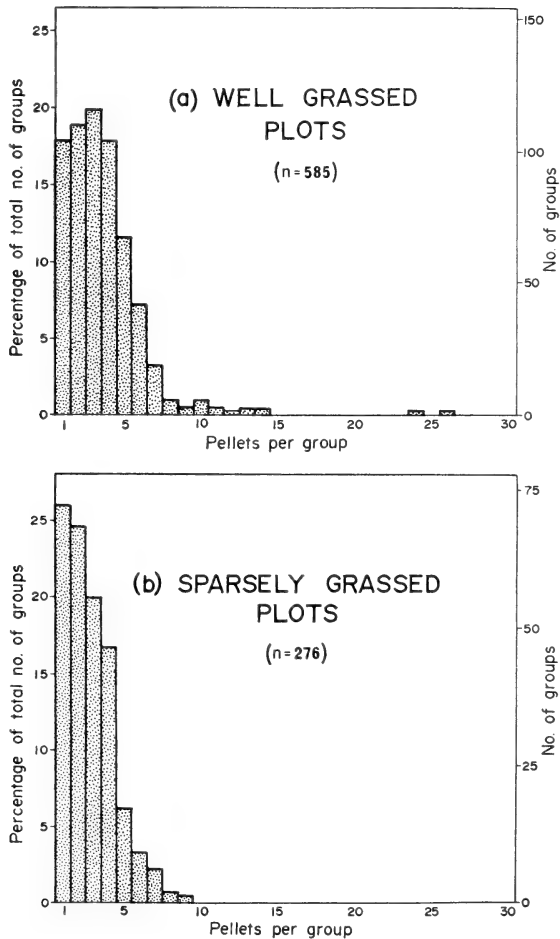 (a) WELL GRASSED
PLOTS
(n=585)
Percentage of total no. of groups
25
20
15
10
5
0
No. of groups
150
100
50
0
1 5 10 15 20 25 30
Pellets per group
(b) SPARSELY GRASSED
PLOTS
(n=276)
Percentage of total no. of groups
25
20
15
10
5
0
No. of groups
75
50
25
0
1 5 10 15 20 25 30
Pellets per group